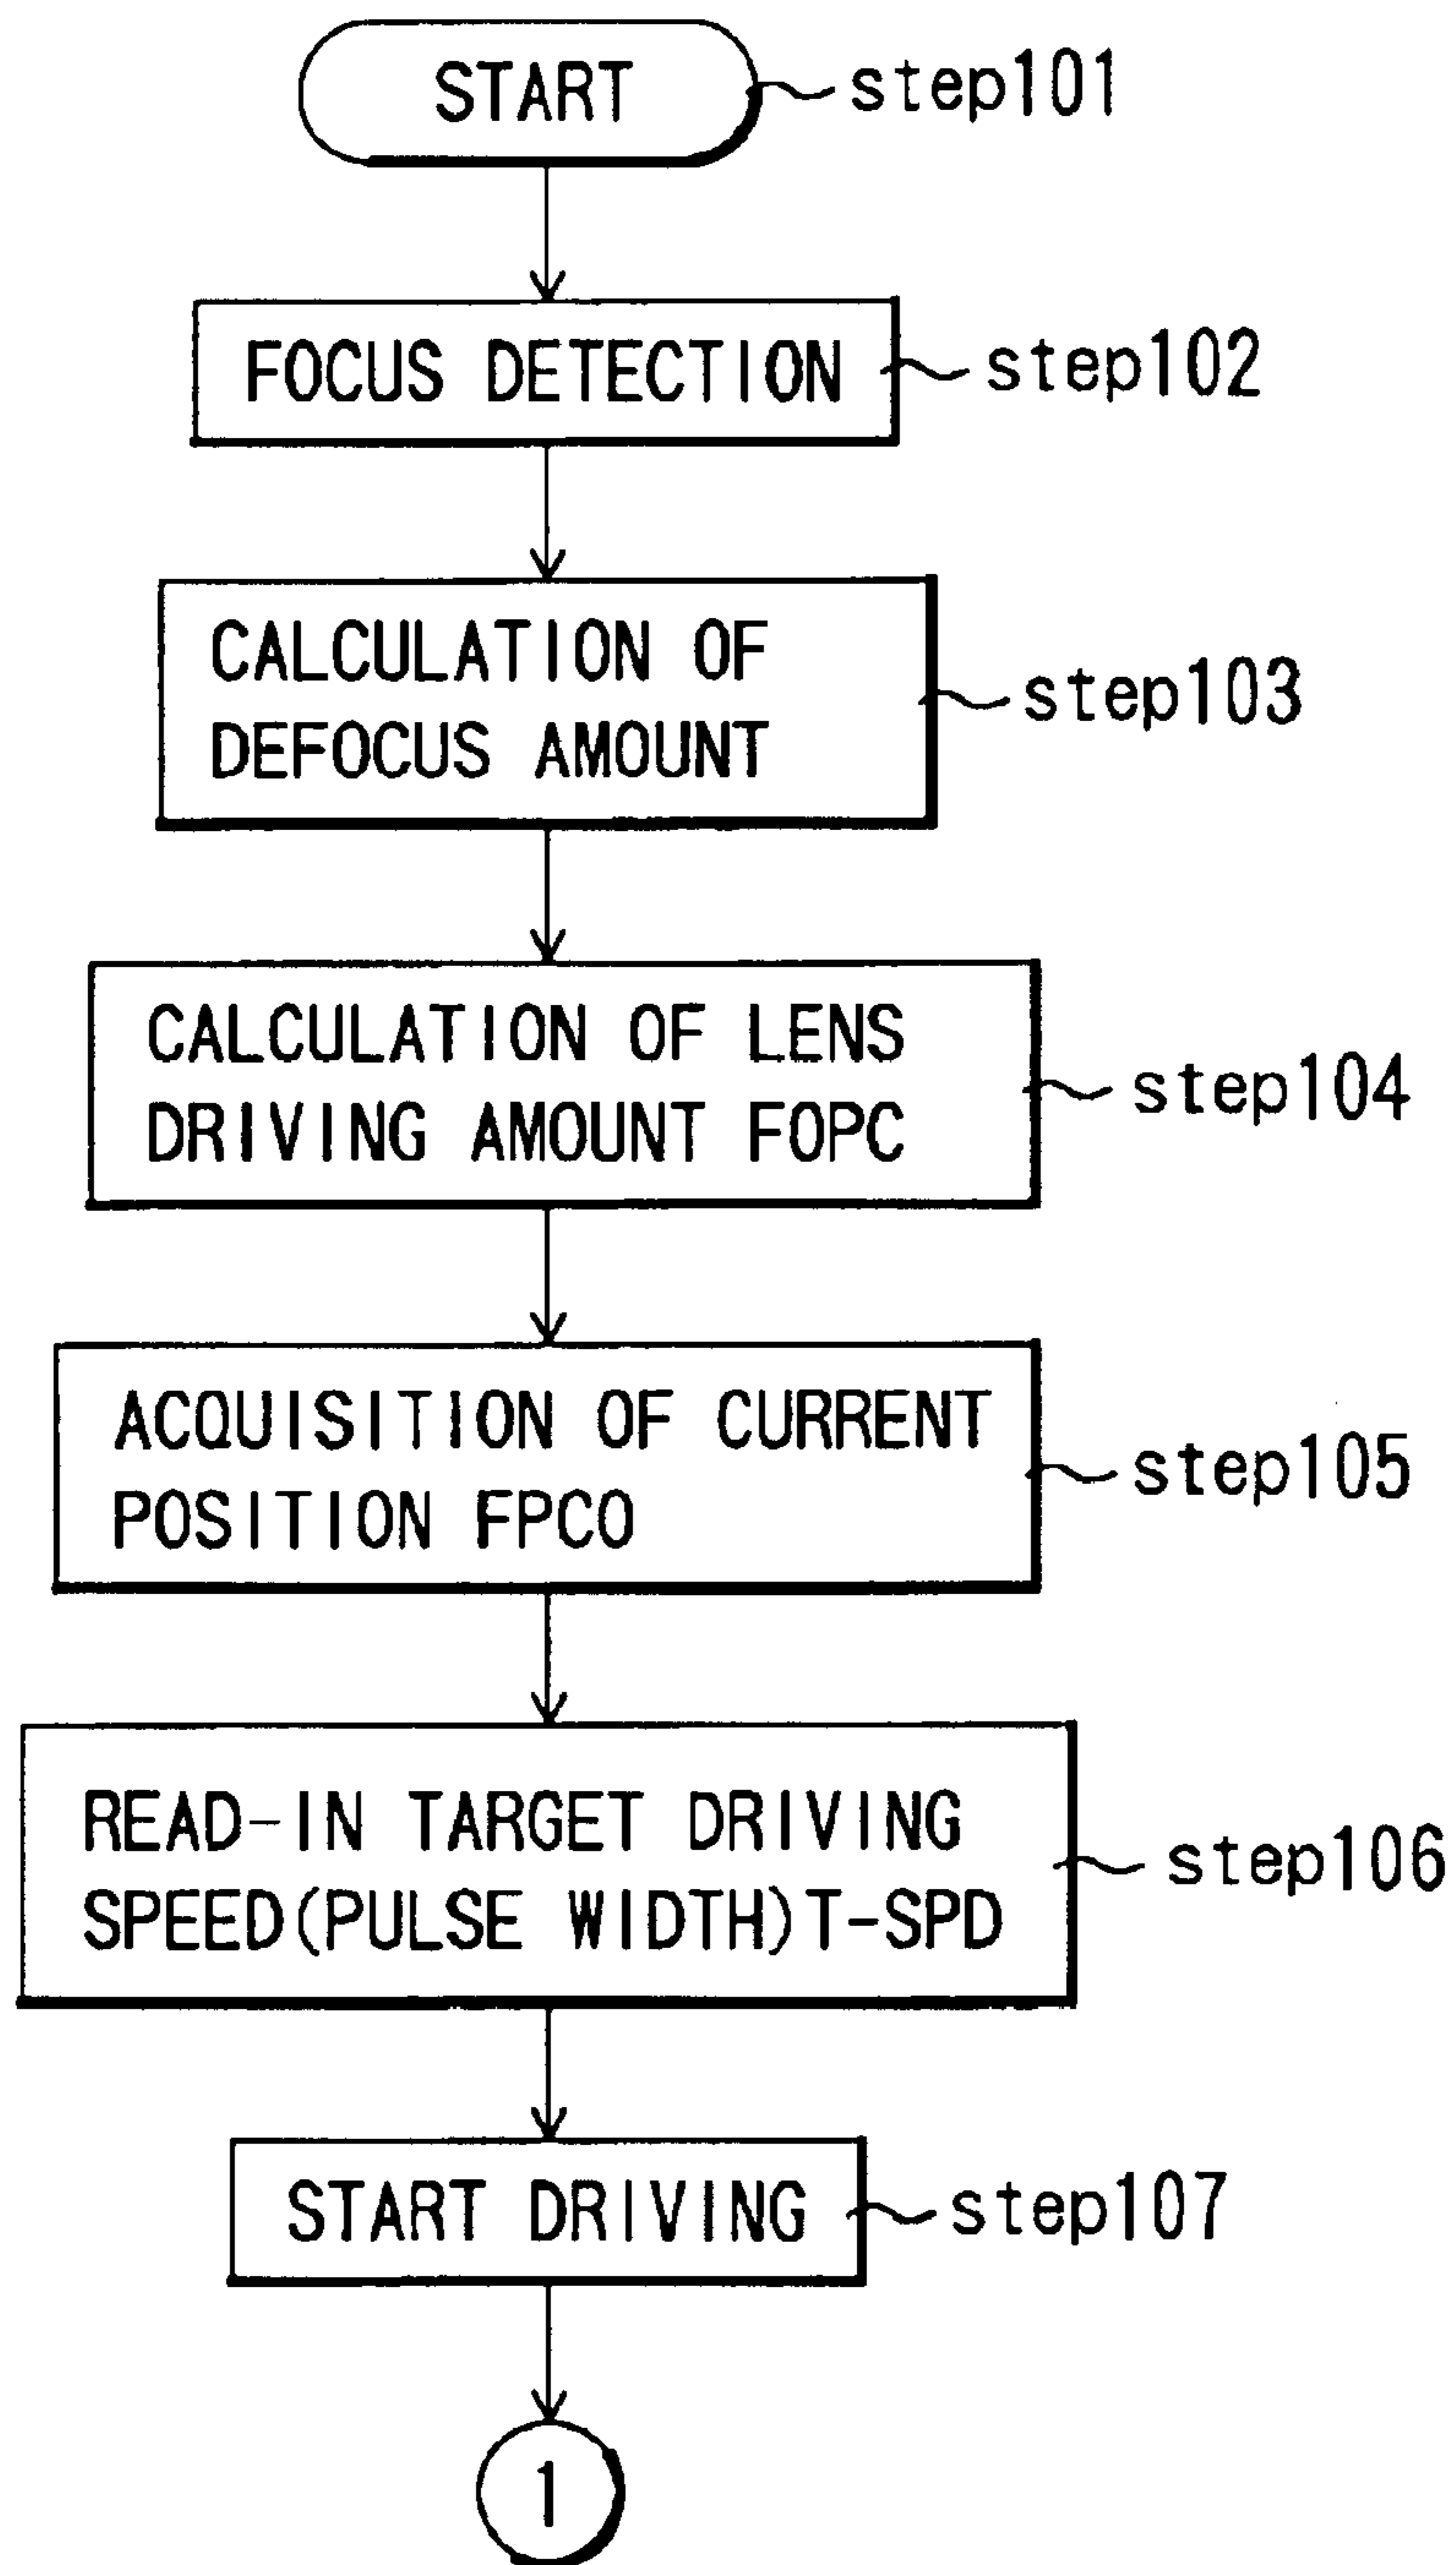 START
step101
FOCUS DETECTION
step102
CALCULATION OF
DEFOCUS AMOUNT
step103
CALCULATION OF LENS
DRIVING AMOUNT FOPC
step104
ACQUISITION OF CURRENT
POSITION FPCO
step105
READ-IN TARGET DRIVING
SPEED(PULSE WIDTH)T-SPD
step106
START DRIVING
step107
1